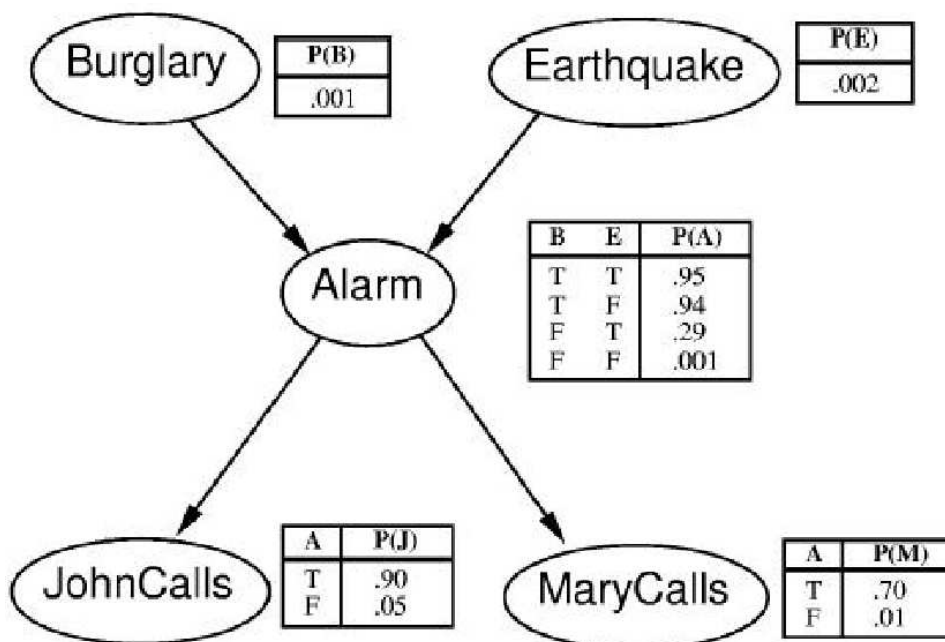 Burglary
P(B)
.001
Earthquake
P(E)
.002
Alarm
B E P(A)
T T .95
T F .94
F T .29
F F .001
JohnCalls
A P(J)
T .90
F .05
MaryCalls
A P(M)
T .70
F .01